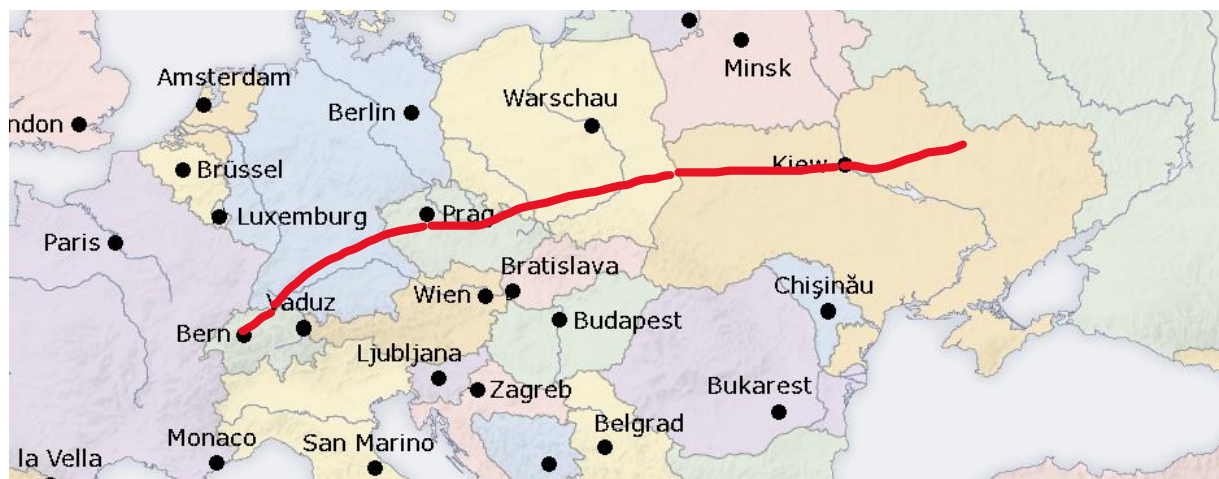 Minsk
Amsterdam
Warschau
Berlin
ndon
Kiew
Brüssel
Prag
Luxemburg
Paris
Bratislava
Chişinău
Wien
Vaduz
Budapest
Bern
Ljubljana
Bukarest
Zagreb
Belgrad
Monaco
San Marino
la Vella